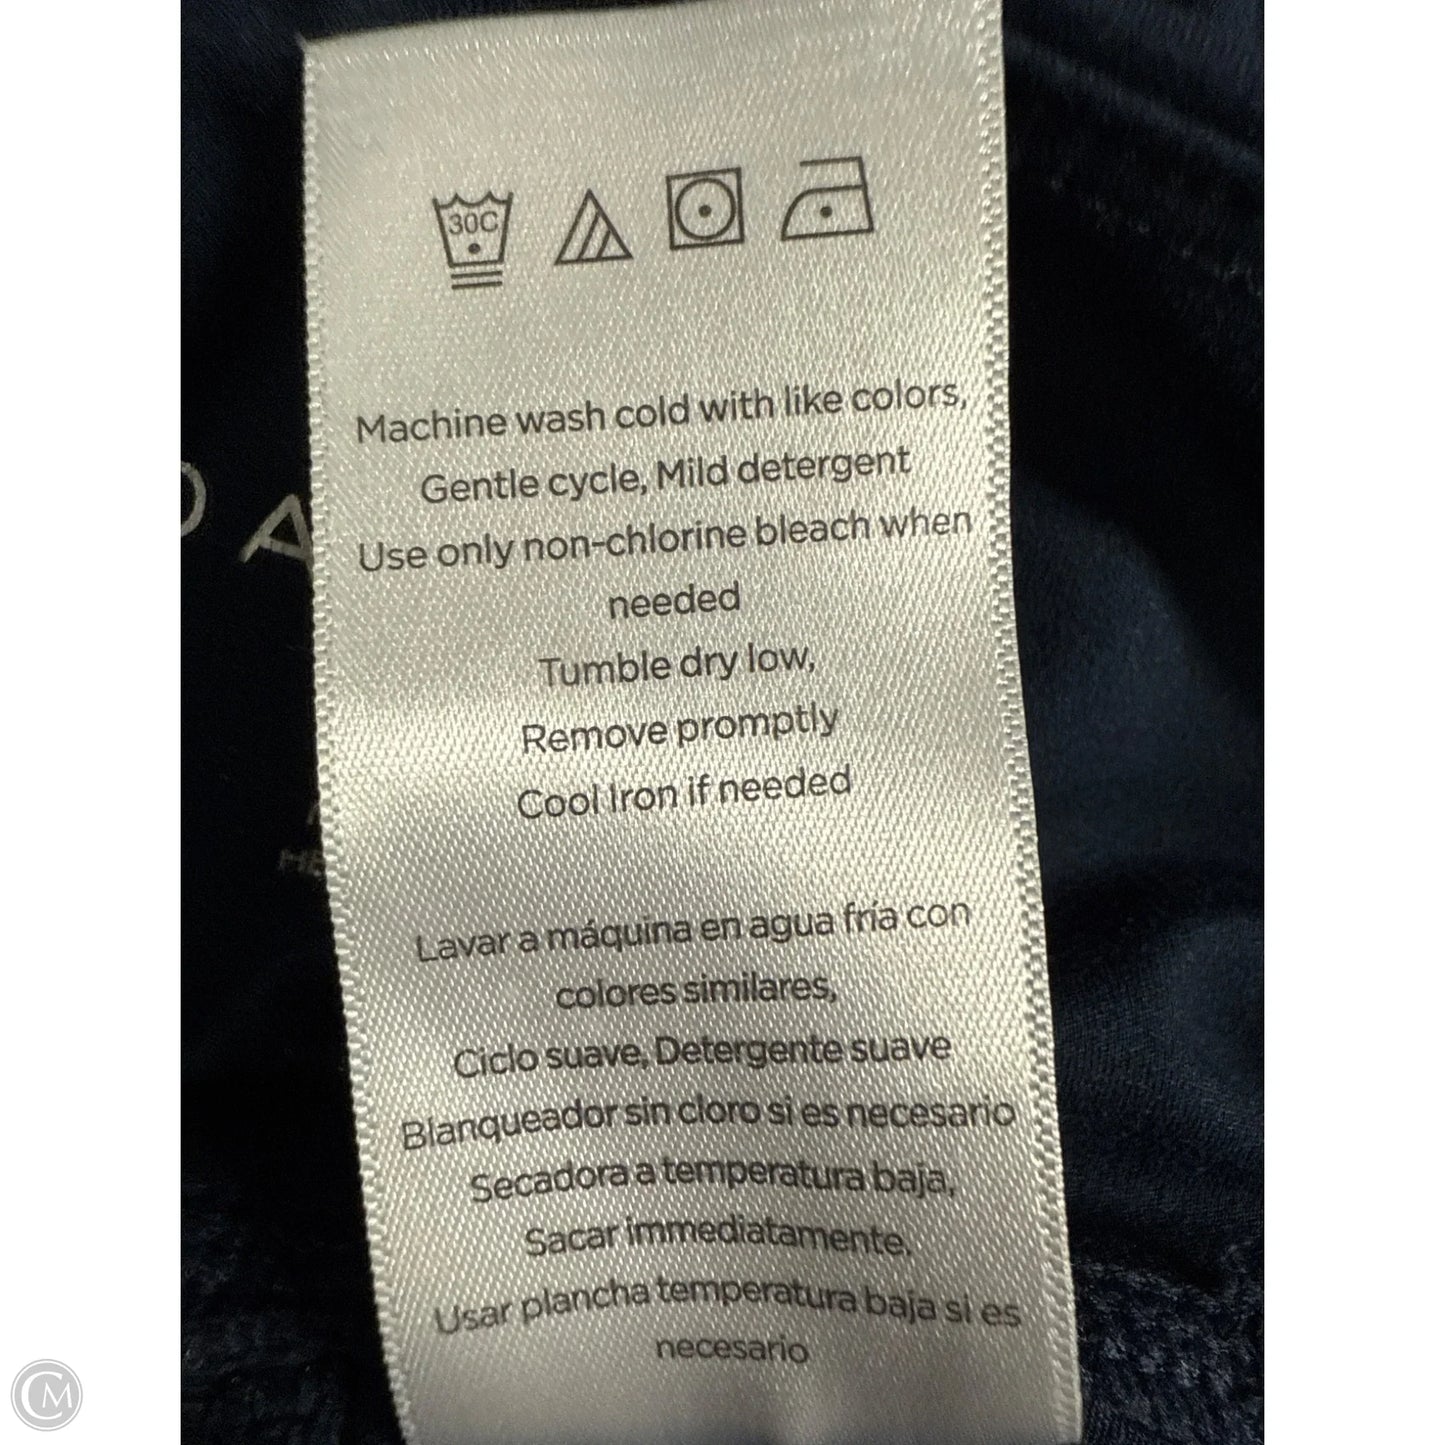 30C
Machine wash cold with like colors,
Gentle cycle, Mild detergent
Use only non-chlorine bleach when
needed
Tumble dry low,
Remove promptly
Cool Iron if needed
Lavar a máquina en agua fría con
colores similares,
Ciclo suave, Detergente suave
Blanqueador sin cloro si es necesario
Secadora a temperatura baja,
Sacar immediatamente.
Usar plancha temperatura baja si es
necesario
CM